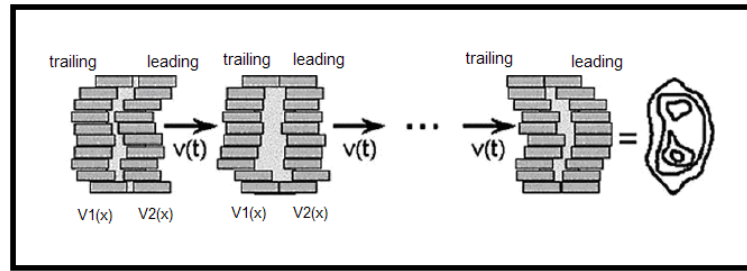 trailing leading trailing leading trailing leading
v(t) v(t) ... v(t) =
V1(x) V2(x) V1(x) V2(x)